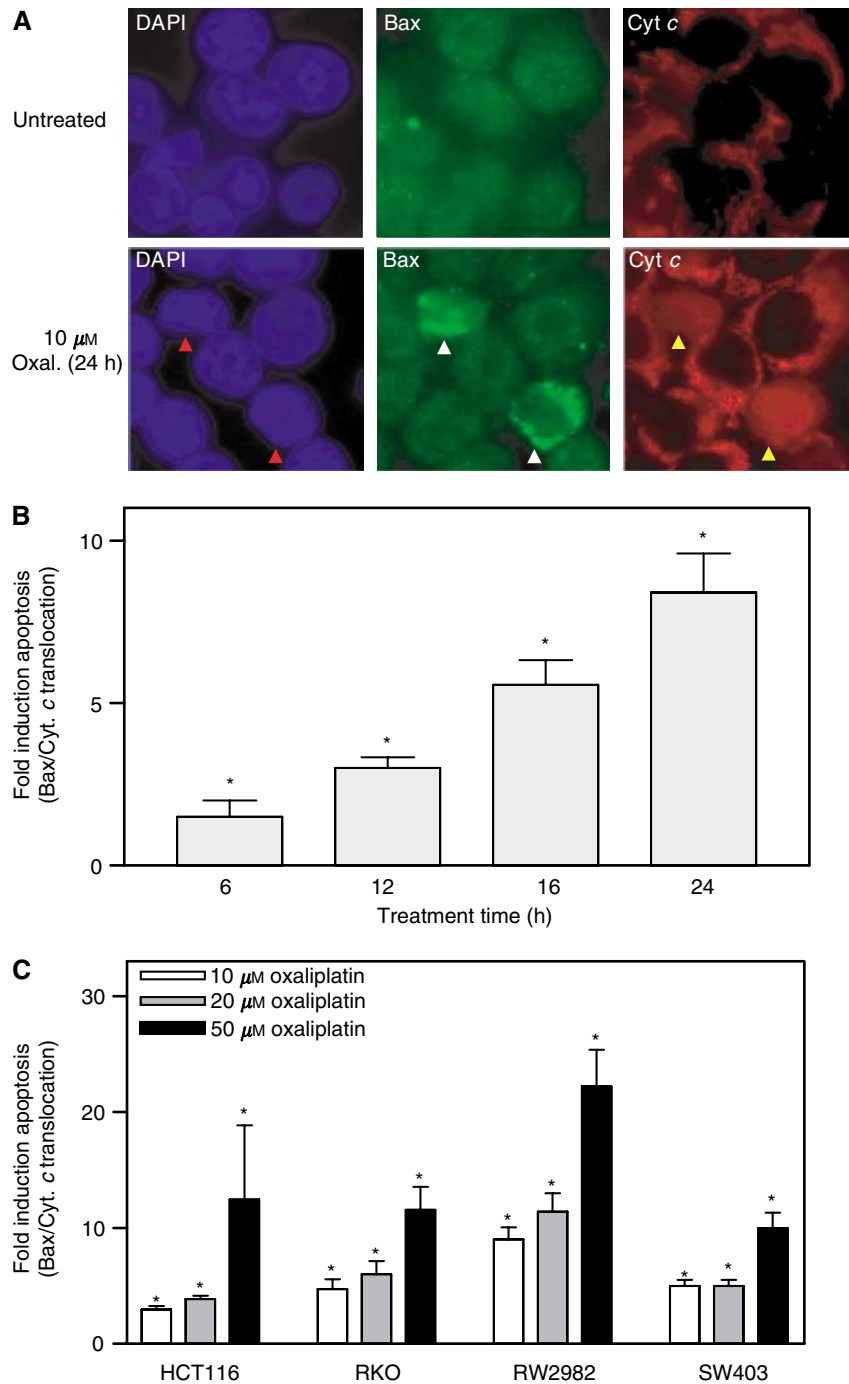 A
DAPI
Bax
Cyt c
Untreated
DAPI
Bax
Cyt c
10 μM
Oxal. (24 h)
B
Fold induction apoptosis
(Bax/Cyt. c translocation)
10
5
0
*
*
*
*
6
12
16
24
Treatment time (h)
C
Fold induction apoptosis
(Bax/Cyt. c translocation)
30
20
10
0
10 μM oxaliplatin
20 μM oxaliplatin
50 μM oxaliplatin
*
*
*
*
*
*
*
*
*
*
*
*
HCT116
RKO
RW2982
SW403